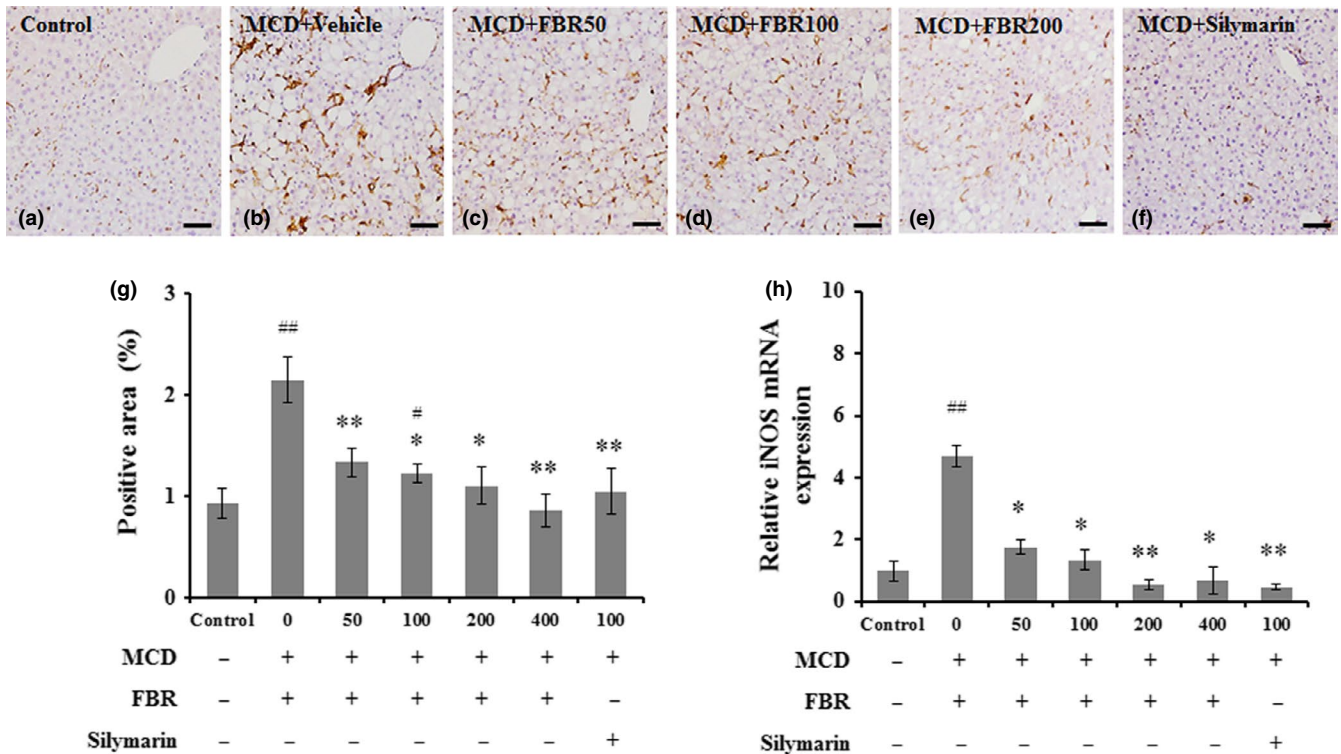 Control MCD+Vehicle MCD+FBR50 MCD+FBR100 MCD+FBR200 MCD+Silymarin
(a) (b) (c) (d) (e) (f)
(g)
Positive area (%)
3
2
1
0
##
**
#
*
*
**
**
Control 0 50 100 200 400 100
MCD – + + + + + +
FBR – + + + + + –
Silymarin – – – – – – +
(h)
Relative iNOS mRNA
expression
10
8
6
4
2
0
##
*
*
**
*
**
Control 0 50 100 200 400 100
MCD – + + + + + +
FBR – + + + + + –
Silymarin – – – – – – +